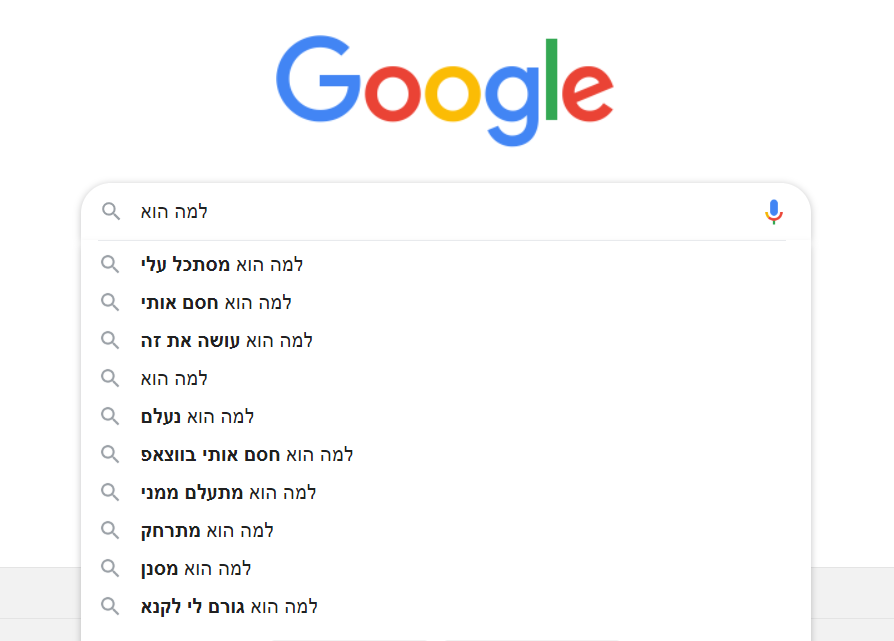 Google
למה הוא
למה הוא מסתכל עלי
למה הוא חסם אותי
למה הוא עושה את זה
למה הוא
למה הוא נעלם
למה הוא חסם אותי בווצאפ
למה הוא מתעלם ממני
למה הוא מתרחק
למה הוא מסנן
למה הוא גורם לי לקנא